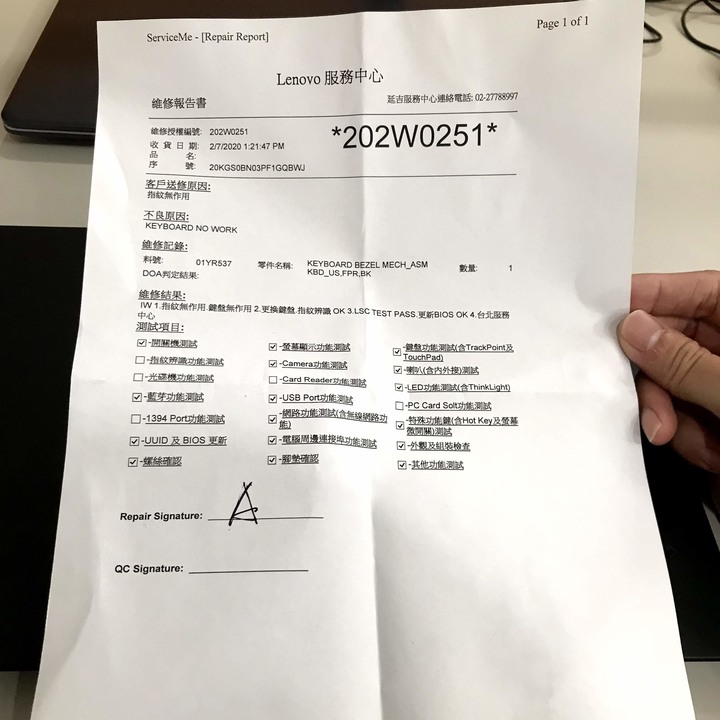 ServiceMe - [Repair Report]
Page 1 of 1
Lenovo 服務中心
維修報告書
延吉服務中心連絡電話: 02-27788997
維修授權編號: 202W0251
*202W0251*
收 貨 日 期: 2/7/2020 1:21:47 PM
品 名:
序 號: 20KGS0BN03PF1GQBWJ
客戶送修原因:
指紋無作用
不良原因:
KEYBOARD NO WORK
維修記錄:
料號: 01YR537 零件名稱: KEYBOARD BEZEL MECH_ASM 數量: 1
KBD_US,FPR,BK
DOA判定結果:
維修結果:
IW 1.指紋無作用.鍵盤無作用 2.更換鍵盤.指紋辨識 OK 3.LSC TEST PASS.更新BIOS OK 4.台北服務
中心
測試項目:
☑-開關機測試 ☑-螢幕顯示功能測試 ☑-鍵盤功能測試(含TrackPoint及
TouchPad)
☐-指紋辨識功能測試 ☑-Camera功能測試 ☑-喇叭(含內外接)測試
☐-光碟機功能測試 ☐-Card Reader功能測試 ☑-LED功能測試(含ThinkLight)
☑-藍芽功能測試 ☑-USB Port功能測試 ☐-PC Card Solt功能測試
☐-1394 Port功能測試 ☑-網路功能測試(含無線網路功
能) ☑-特殊功能鍵(含Hot Key及螢幕
微開關)測試
☑-UUID 及 BIOS 更新 ☑-電腦周邊連接埠功能測試 ☑-外觀及組裝檢查
☑-螺絲確認 ☑-腳墊確認 ☑-其他功能測試
Repair Signature:
QC Signature: